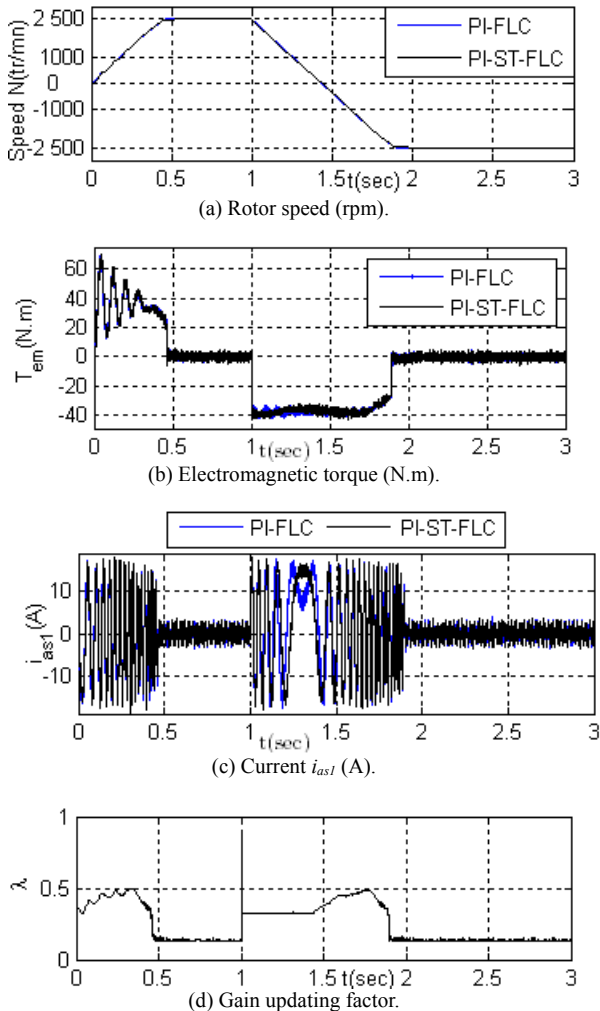 2 500
1000
0
-1000
-2 500
Speed N(tr/mn)
PI-FLC
PI-ST-FLC
0 0.5 1 1.5 t(sec) 2 2.5 3
(a) Rotor speed (rpm).
60
40
20
0
-20
-40
T em (N.m)
PI-FLC
PI-ST-FLC
0 0.5 1 t(sec) 1.5 2 2.5 3
(b) Electromagnetic torque (N.m).
PI-FLC PI-ST-FLC
10
0
-10
i as1 (A)
0 0.5 1 t(sec) 1.5 2 2.5 3
(c) Current ias1 (A).
1
0.5
0
λ
0 0.5 1 1.5 t(sec) 2 2.5 3
(d) Gain updating factor.